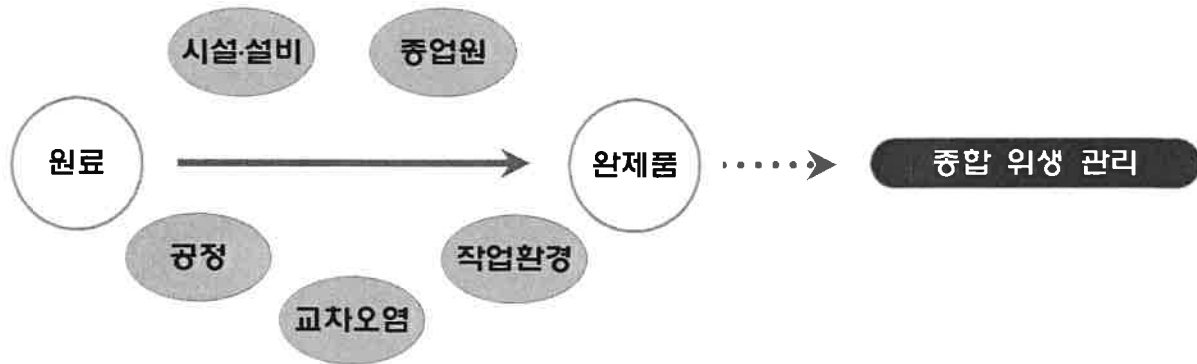 시설·설비
종업원
원료
완제품
종합 위생 관리
공정
작업환경
교차오염